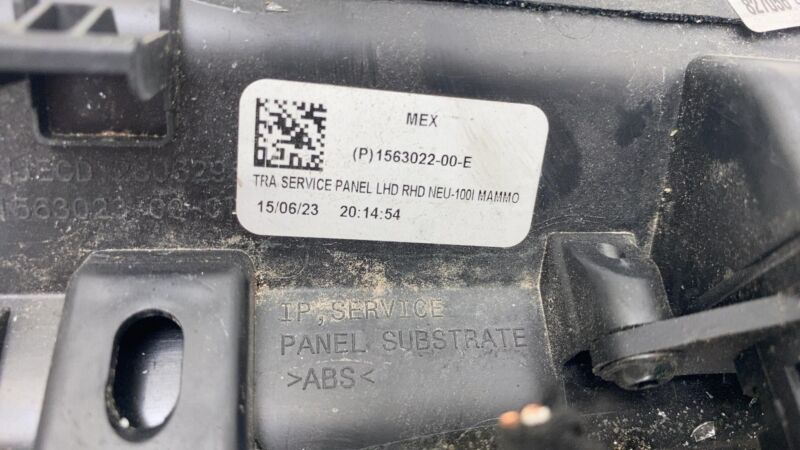 MEX
(P)1563022-00-E
TRA SERVICE PANEL LHD RHD NEU-100I MAMMO
15/06/23 20:14:54
IP, SERVICE
PANEL SUBSTRATE
>ABS<